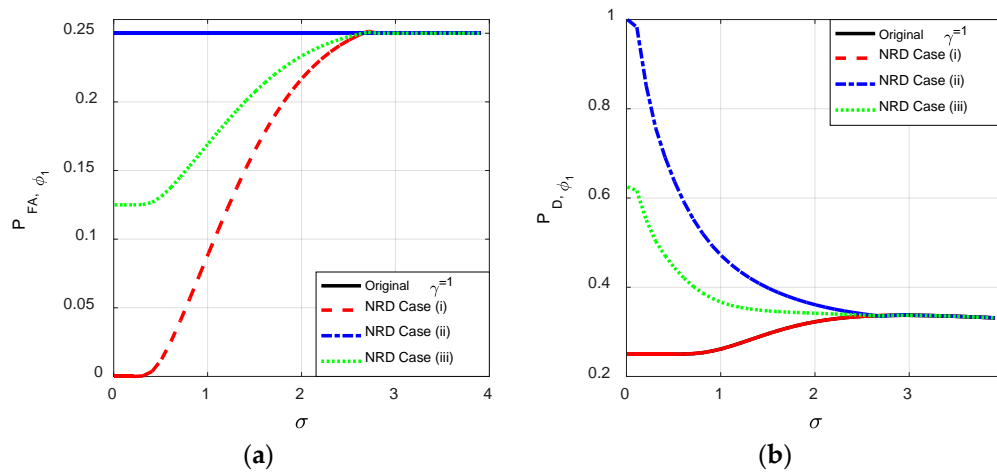 P FA, ϕ1
0.25
0.2
0.15
0.1
0.05
0
0 1 2 3 4
σ
Original γ=1
NRD Case (i)
NRD Case (ii)
NRD Case (iii)
(a)
P D, ϕ1
1
0.8
0.6
0.4
0.2
0 1 2 3
σ
Original γ=1
NRD Case (i)
NRD Case (ii)
NRD Case (iii)
(b)